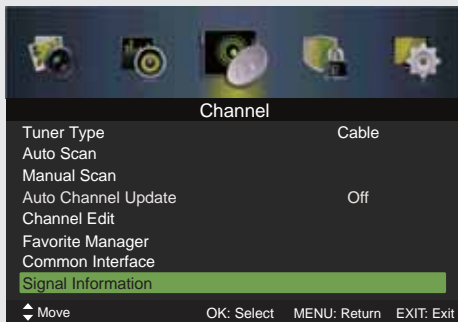 Channel
Tuner Type Cable
Auto Scan
Manual Scan
Auto Channel Update Off
Channel Edit
Favorite Manager
Common Interface
Signal Information
Move OK: Select MENU: Return EXIT: Exit